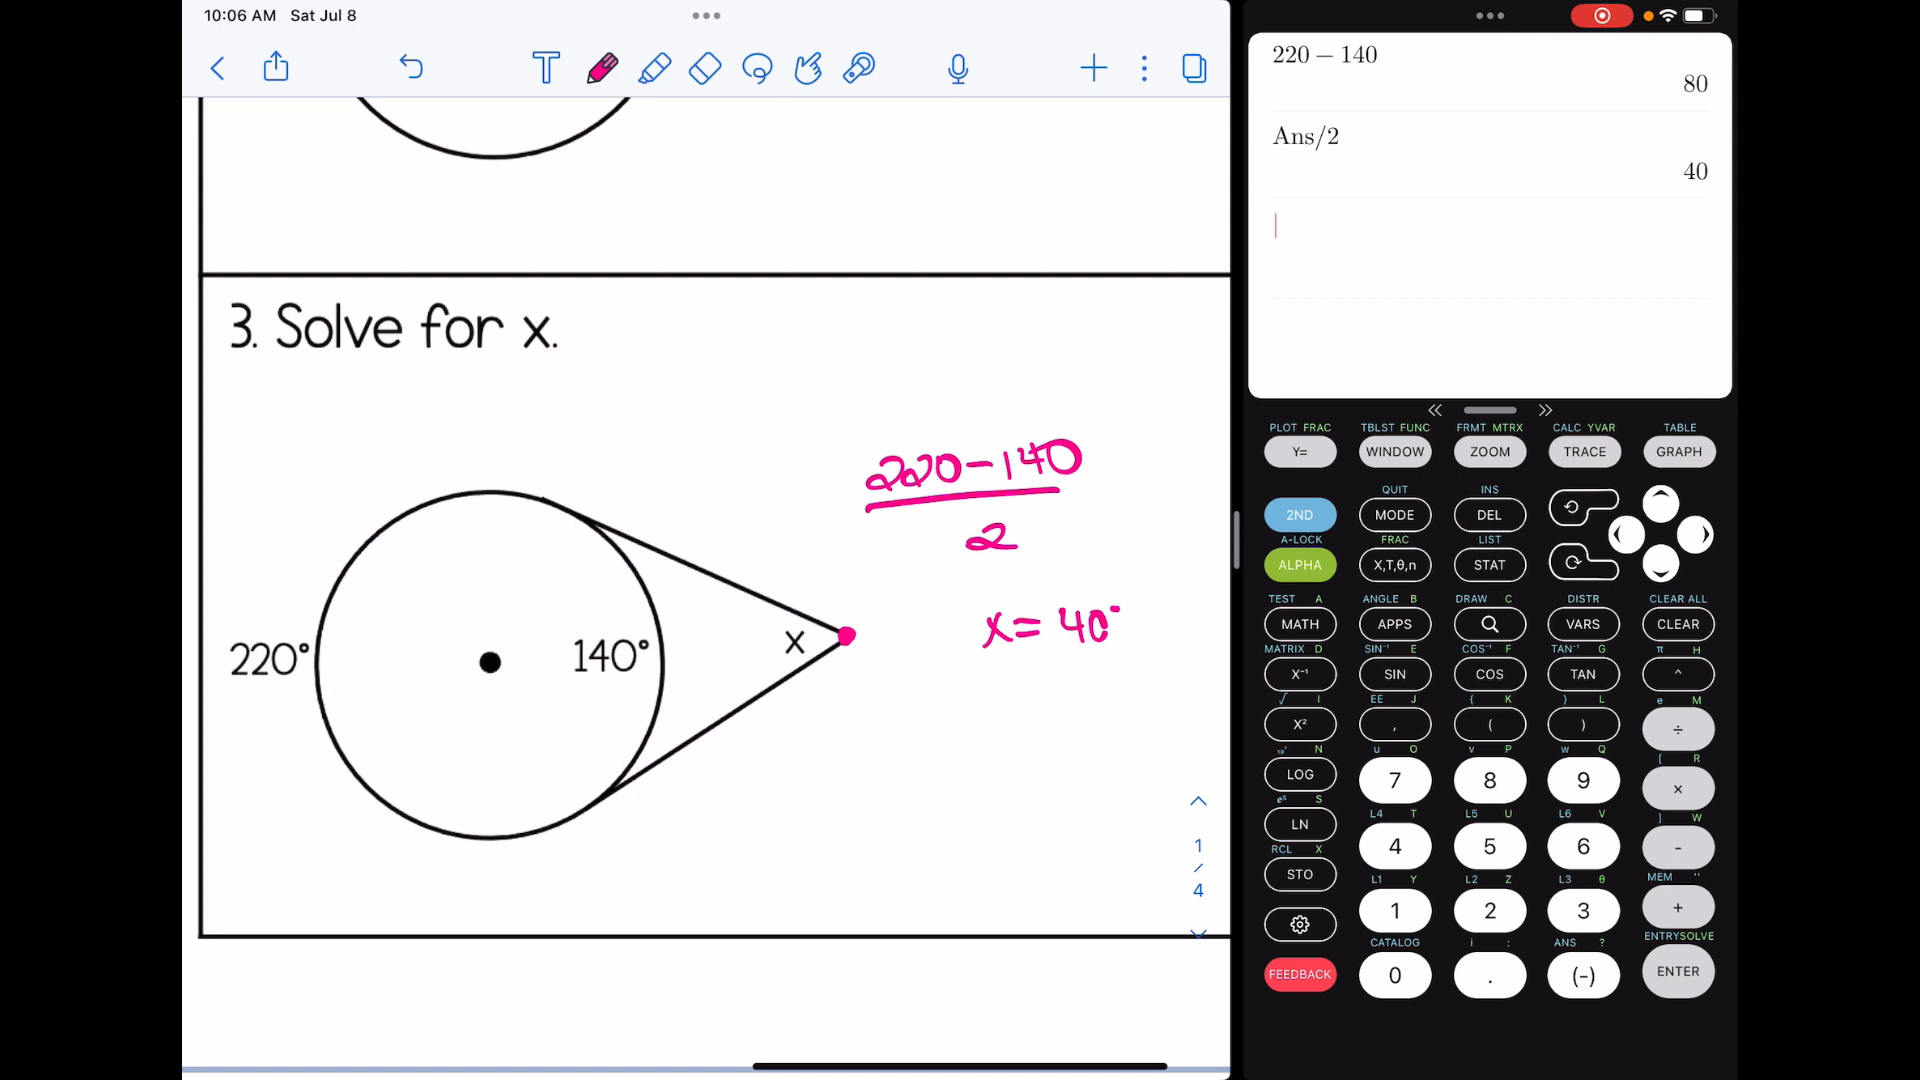 10:06 AM Sat Jul 8
T
3. Solve for x.
220 - 140
2
x = 40°
220°
140°
x
1
/
4
220 − 140
80
Ans/2
40
PLOT FRAC TBLST FUNC FRMT MTRX CALC YVAR TABLE
Y= WINDOW ZOOM TRACE GRAPH
QUIT INS
2ND MODE DEL
A-LOCK FRAC LIST
ALPHA X,T,θ,n STAT
TEST A ANGLE B DRAW C DISTR CLEAR ALL
MATH APPS VARS CLEAR
MATRIX D SIN⁻¹ E COS⁻¹ F TAN⁻¹ G π H
X⁻¹ SIN COS TAN ^
√ I EE J { K } L e M
X² , ( ) ÷
10ˣ N u O v P w Q [ R
LOG 7 8 9 ×
eˣ S L4 T L5 U L6 V ] W
LN 4 5 6 -
RCL X L1 Y L2 Z L3 θ MEM "
STO 1 2 3 +
CATALOG i : ANS ? ENTRY SOLVE
FEEDBACK 0 . (-) ENTER